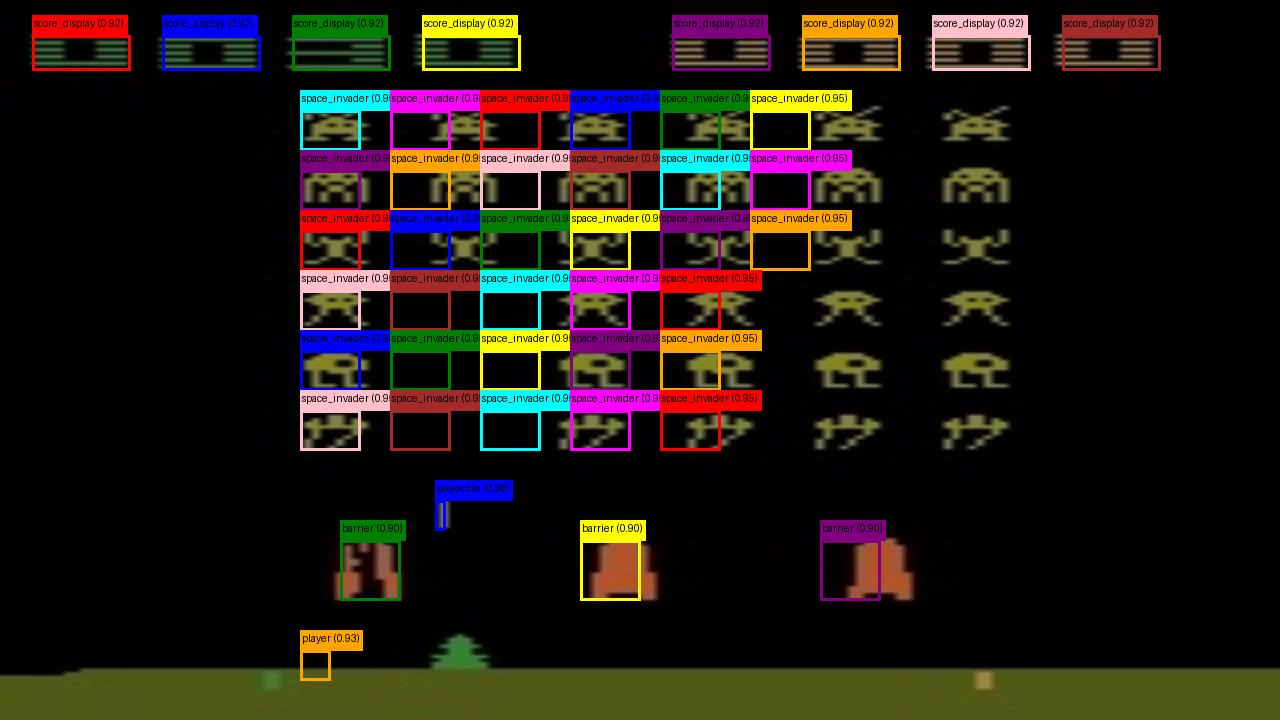 score_display (0.92) score_display (0.92) score_display (0.92) score_display (0.92) score_display (0.92) score_display (0.92) score_display (0.92) score_display (0.92)
space_invader (0.9 space_invader (0.9 space_invader (0.9 space_invader (0.9 space_invader (0.9 space_invader (0.95)
space_invader (0.9 space_invader (0.9 space_invader (0.9 space_invader (0.9 space_invader (0.9 space_invader (0.95)
space_invader (0.9 space_invader (0.9 space_invader (0.9 space_invader (0.9 space_invader (0.9 space_invader (0.95)
space_invader (0.9 space_invader (0.9 space_invader (0.9 space_invader (0.9 space_invader (0.95)
space_invader (0.9 space_invader (0.9 space_invader (0.9 space_invader (0.9 space_invader (0.95)
space_invader (0.9 space_invader (0.9 space_invader (0.9 space_invader (0.9 space_invader (0.95)
projectile (0.88)
barrier (0.90) barrier (0.90) barrier (0.90)
player (0.93)